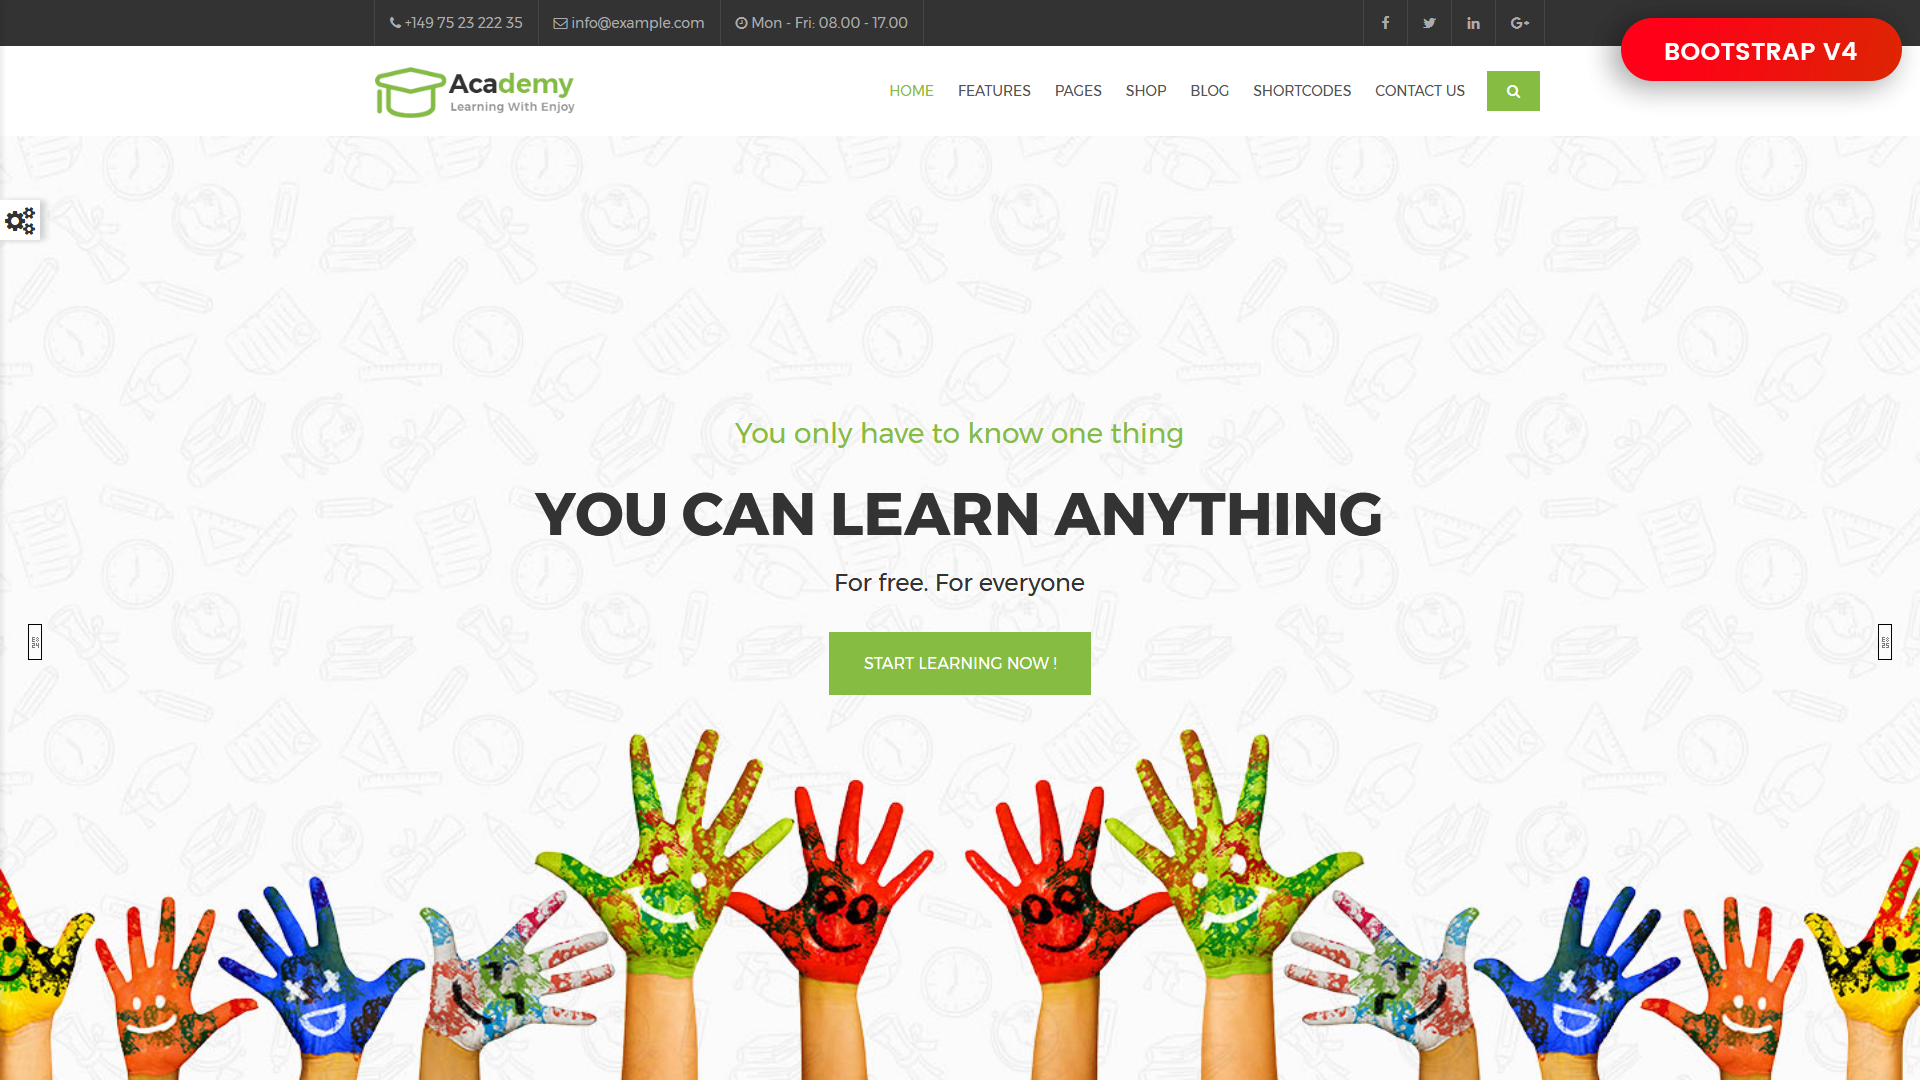 +149 75 23 222 35 info@example.com Mon - Fri: 08.00 - 17.00
BOOTSTRAP V4
Academy
Learning With Enjoy
HOME FEATURES PAGES SHOP BLOG SHORTCODES CONTACT US
You only have to know one thing
YOU CAN LEARN ANYTHING
For free. For everyone
START LEARNING NOW !